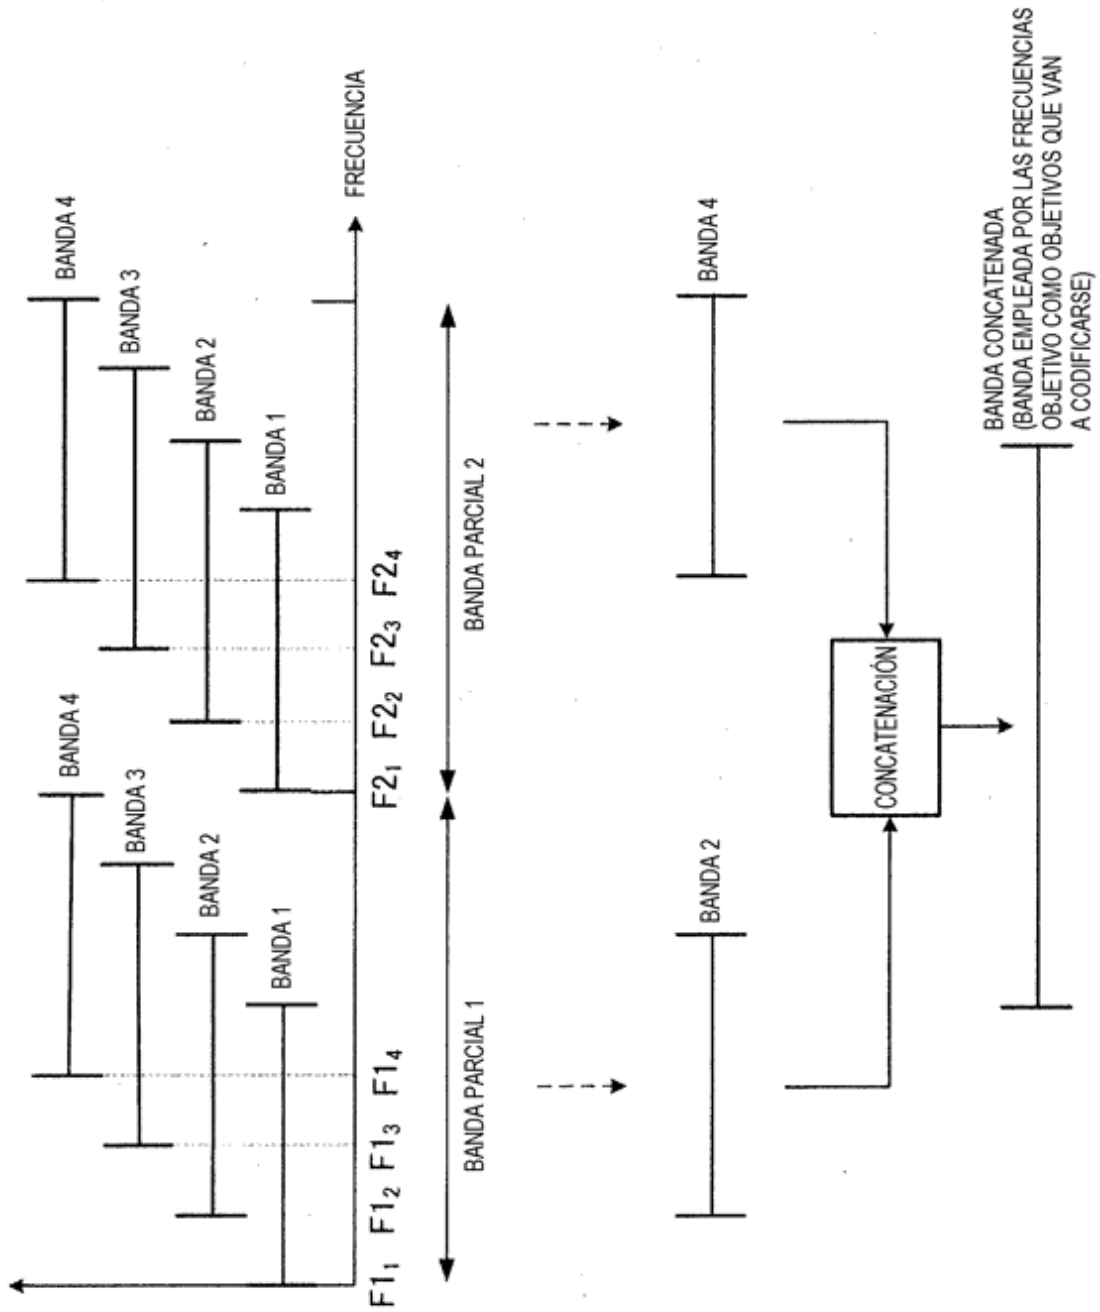 BANDA 4
BANDA 4
BANDA 3
BANDA 3
BANDA 2
BANDA 2
BANDA 1
BANDA 1
FRECUENCIA
F1₁ F1₂ F1₃ F1₄ F2₁ F2₂ F2₃ F2₄
BANDA PARCIAL 1
BANDA PARCIAL 2
BANDA 2
BANDA 4
CONCATENACIÓN
BANDA CONCATENADA
(BANDA EMPLEADA POR LAS FRECUENCIAS
OBJETIVO COMO OBJETIVOS QUE VAN
A CODIFICARSE)